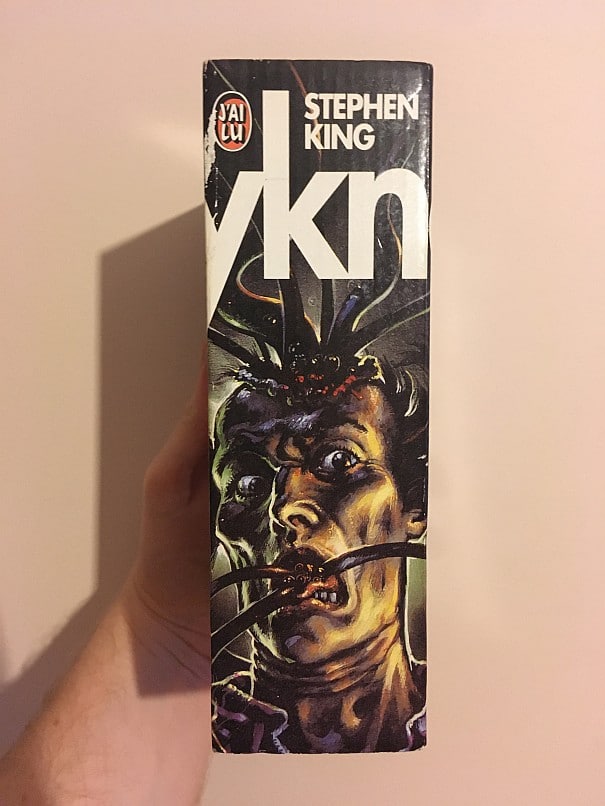 J'AI
LU
STEPHEN
KING
ykn